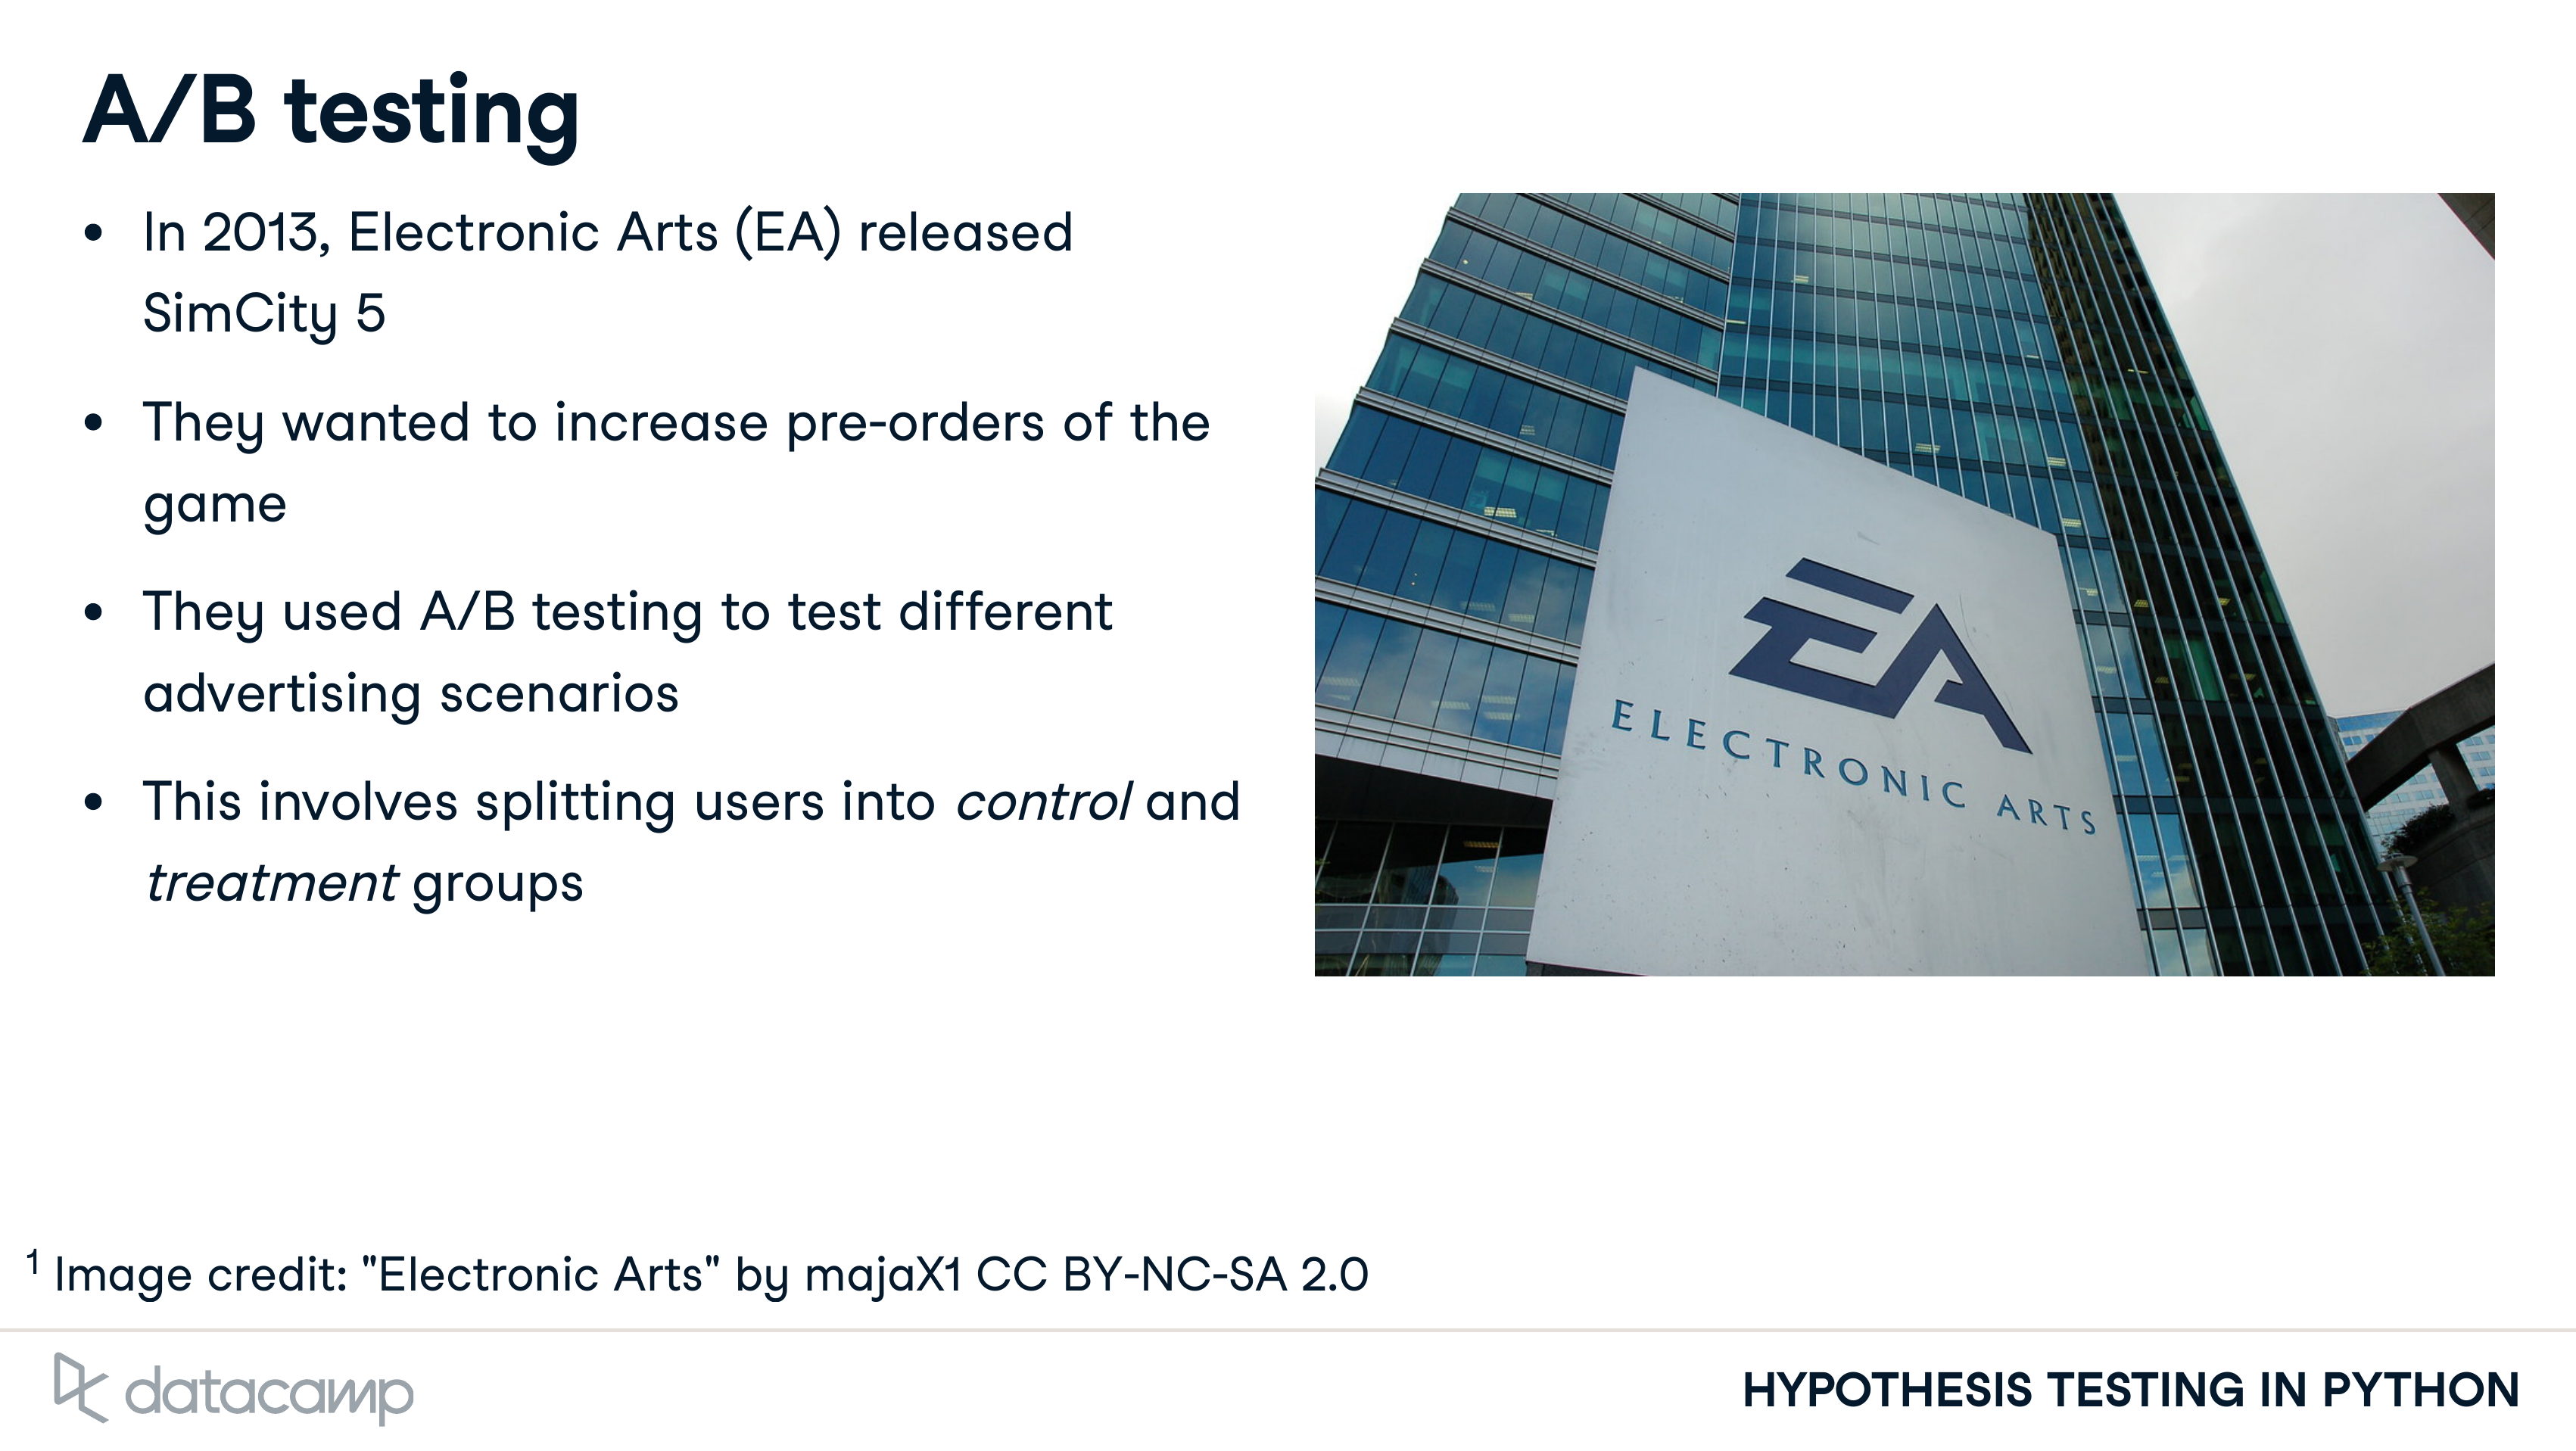 A/B testing
• In 2013, Electronic Arts (EA) released
SimCity 5
• They wanted to increase pre-orders of the
game
• They used A/B testing to test different
advertising scenarios
• This involves splitting users into control and
treatment groups
EA
ELECTRONIC ARTS
1 Image credit: "Electronic Arts" by majaX1 CC BY-NC-SA 2.0
datacamp
HYPOTHESIS TESTING IN PYTHON